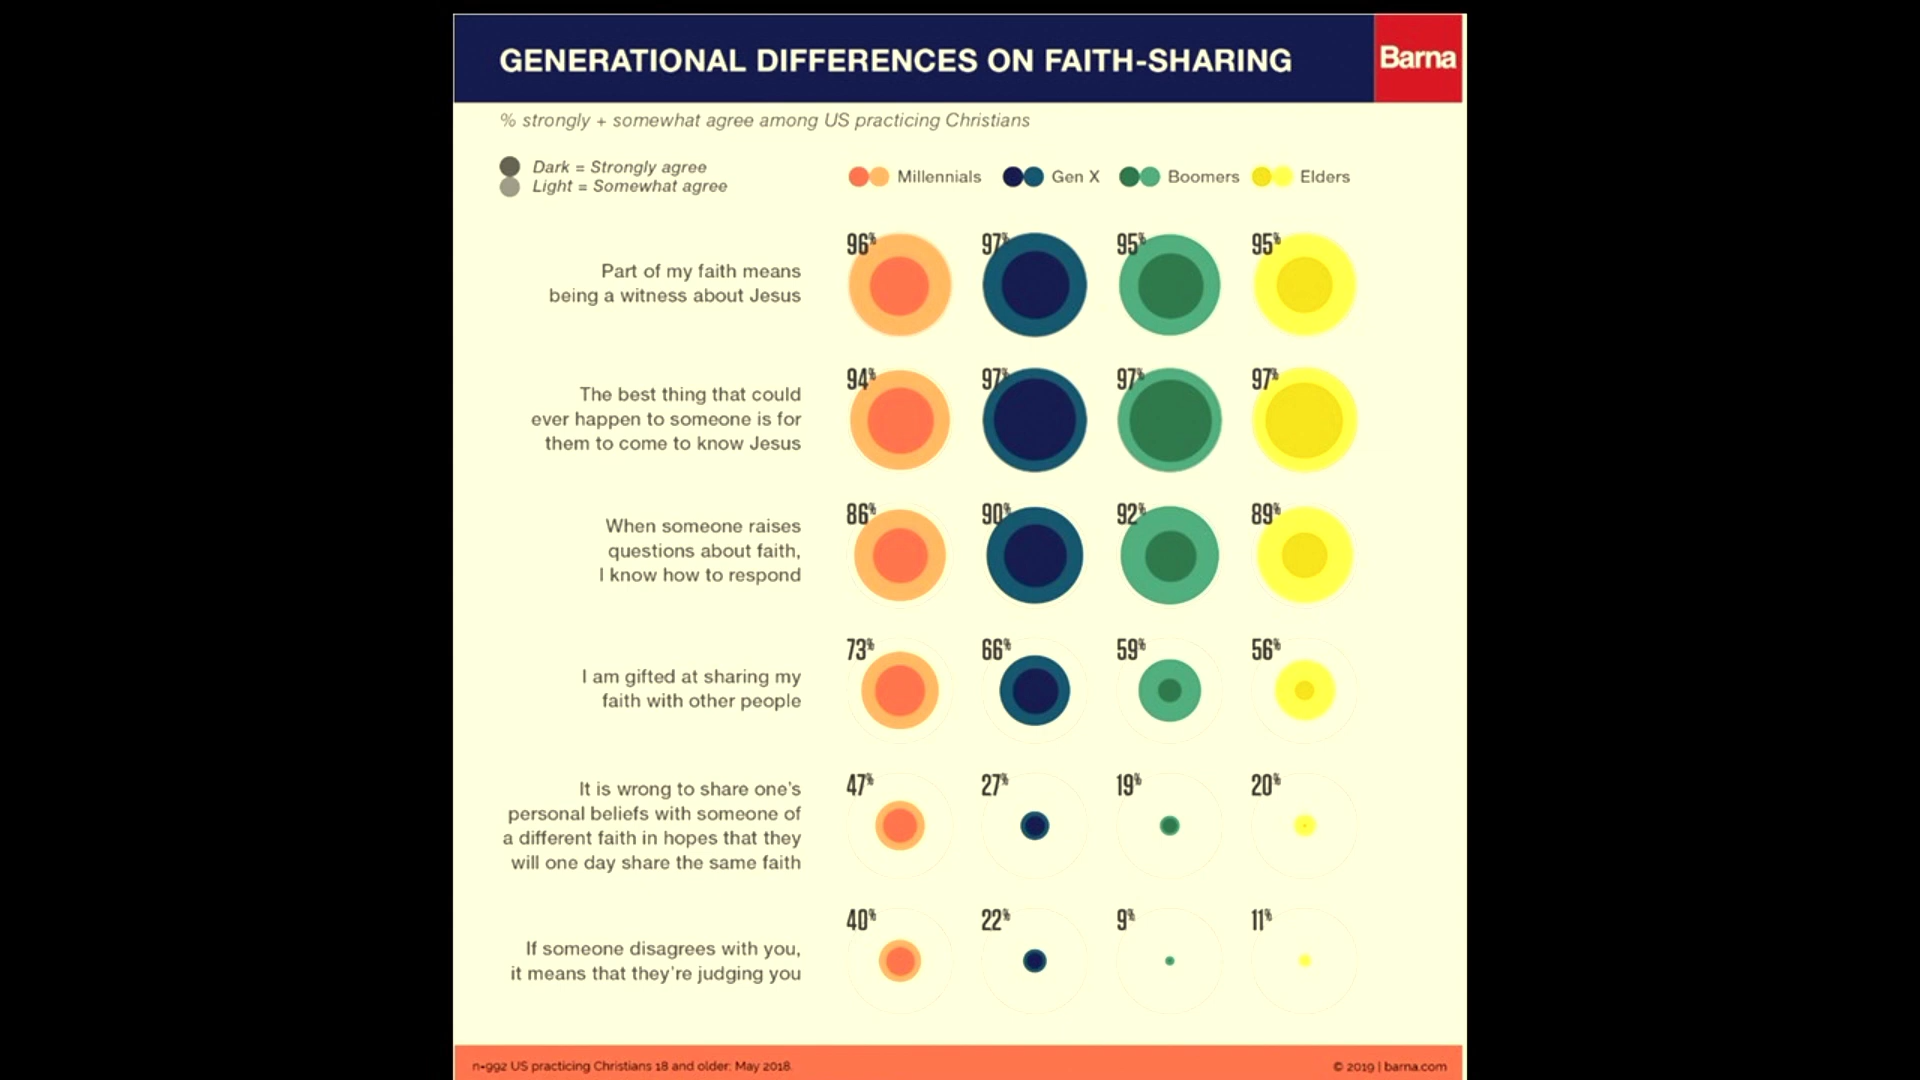 GENERATIONAL DIFFERENCES ON FAITH-SHARING
Barna
% strongly + somewhat agree among US practicing Christians
Dark = Strongly agree
Light = Somewhat agree
Millennials Gen X Boomers Elders
96% 97% 95% 95%
Part of my faith means
being a witness about Jesus
94% 97% 97% 97%
The best thing that could
ever happen to someone is for
them to come to know Jesus
86% 90% 92% 89%
When someone raises
questions about faith,
I know how to respond
73% 66% 59% 56%
I am gifted at sharing my
faith with other people
47% 27% 19% 20%
It is wrong to share one's
personal beliefs with someone of
a different faith in hopes that they
will one day share the same faith
40% 22% 9% 11%
If someone disagrees with you,
it means that they're judging you
n=992 US practicing Christians 18 and older: May 2018.
© 2019 | barna.com